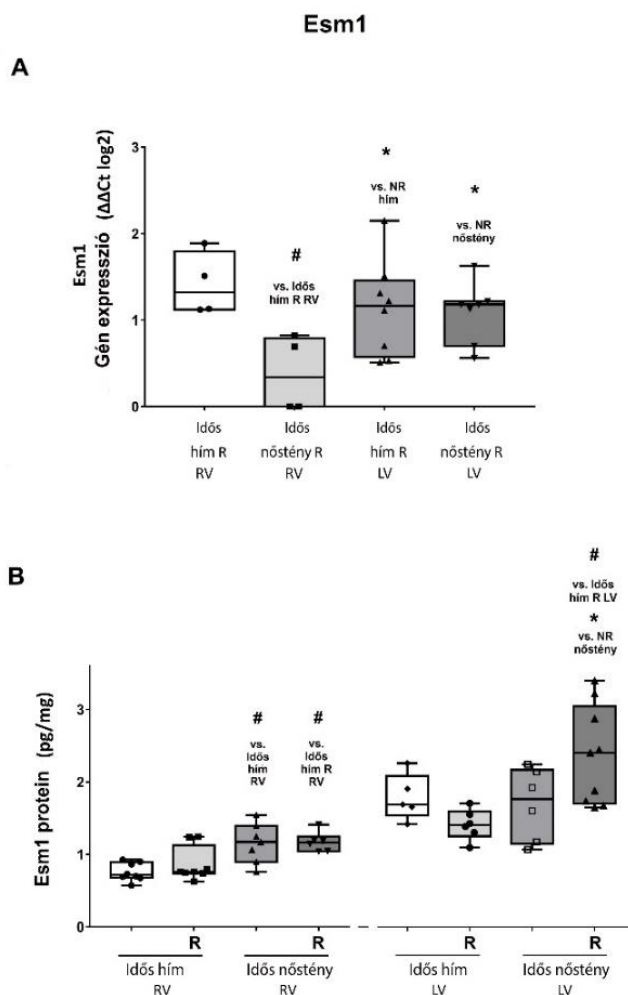 Esm1
A
Esm1
Gén expresszió (ΔΔCt log2)
3
2
1
0
#
vs. Idős
hím R RV
*
vs. NR
hím
*
vs. NR
nőstény
Idős
hím R
RV
Idős
nőstény R
RV
Idős
hím R
LV
Idős
nőstény R
LV
B
Esm1 protein (pg/mg)
3
2
1
0
#
vs.
Idős
hím
RV
#
vs.
Idős
hím R
RV
#
vs. Idős
hím R LV
*
vs. NR
nőstény
R
R
R
R
Idős hím
RV
Idős nőstény
RV
Idős hím
LV
Idős nőstény
LV